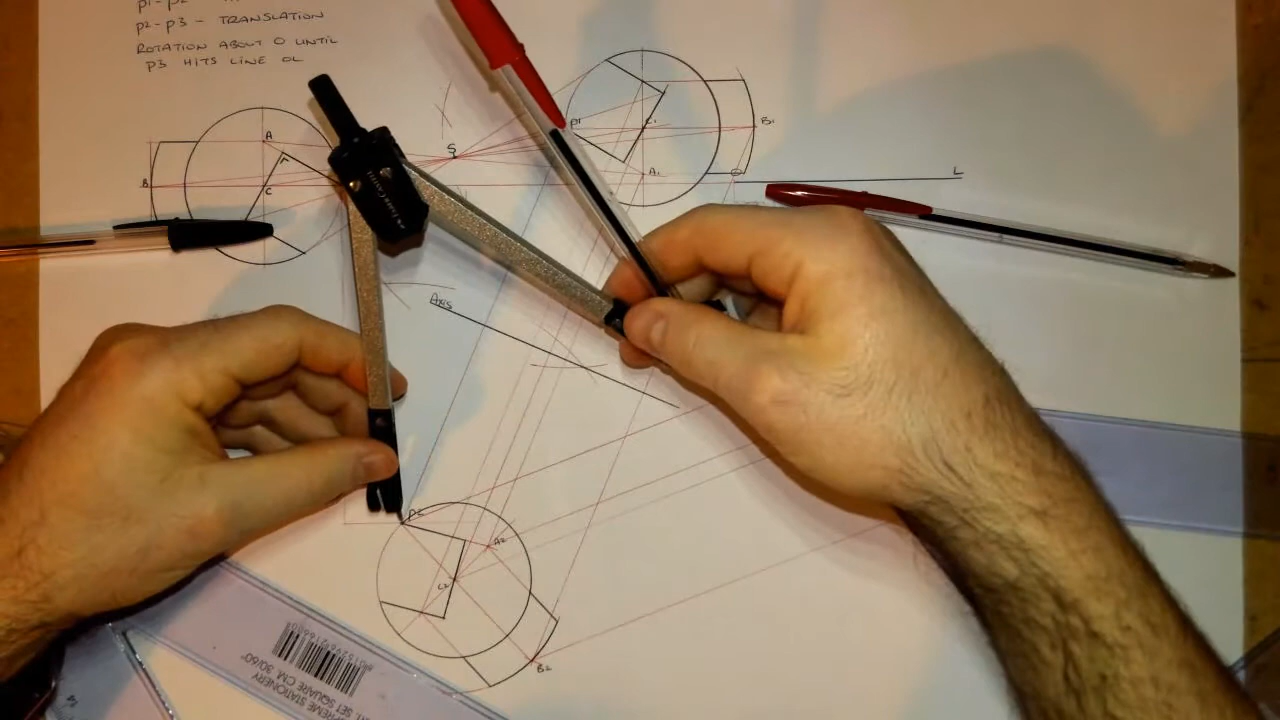 P2-P3 - TRANSLATION
ROTATION ABOUT O UNTIL
P3 HITS LINE OL
A
B
C
S
P1
C1
B1
A1
O
L
AXIS
A2
C2
B2
SET SQUARE CM. 30/60°